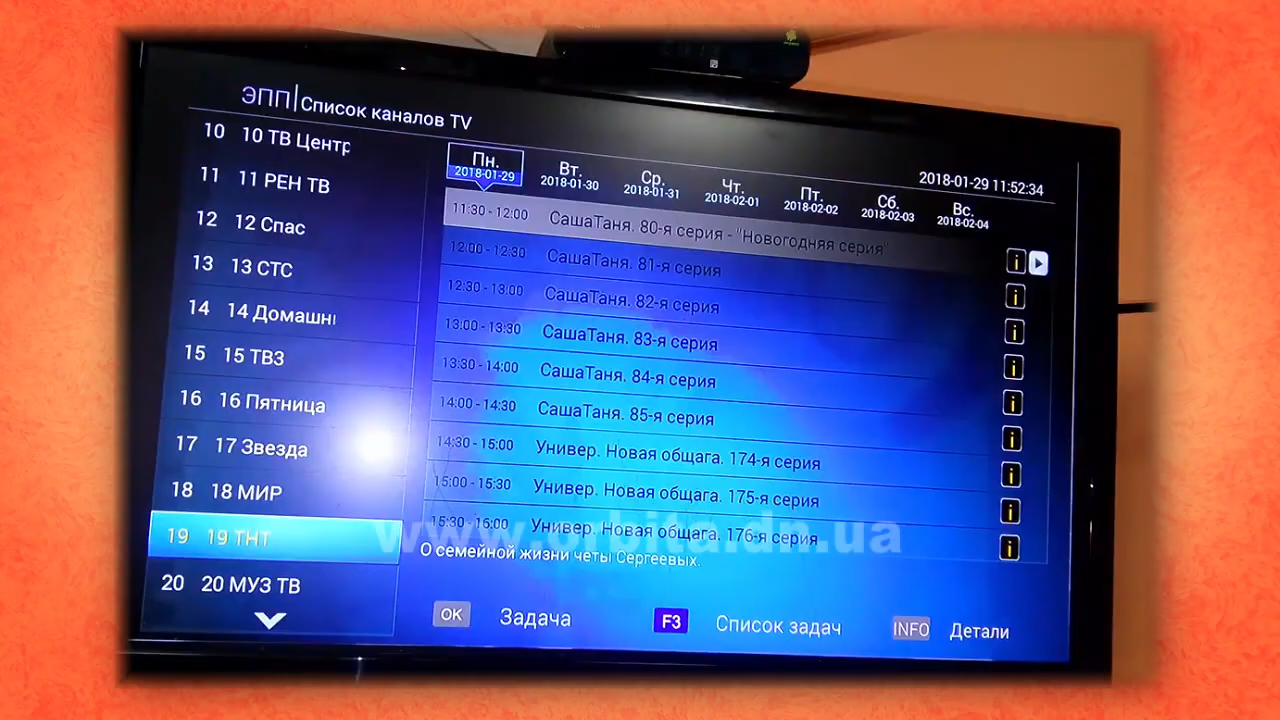 ЭПП|Список каналов TV
2018-01-29 11:52:34
10 10 ТВ Центр
11 11 РЕН ТВ
12 12 Спас
13 13 СТС
14 14 Домашн
15 15 ТВ3
16 16 Пятница
17 17 Звезда
18 18 МИР
19 19 ТНТ
20 20 МУЗ ТВ
Пн. Вт. Ср. Чт. Пт. Сб. Вс.
2018-01-29 2018-01-30 2018-01-31 2018-02-01 2018-02-02 2018-02-03 2018-02-04
11:30 - 12:00 СашаТаня. 80-я серия - "Новогодняя серия"
12:00 - 12:30 СашаТаня. 81-я серия
12:30 - 13:00 СашаТаня. 82-я серия
13:00 - 13:30 СашаТаня. 83-я серия
13:30 - 14:00 СашаТаня. 84-я серия
14:00 - 14:30 СашаТаня. 85-я серия
14:30 - 15:00 Универ. Новая общага. 174-я серия
15:00 - 15:30 Универ. Новая общага. 175-я серия
15:30 - 16:00 Универ. Новая общага. 176-я серия
www.orbita.dn.ua
О семейной жизни четы Сергеевых.
OK Задача F3 Список задач INFO Детали